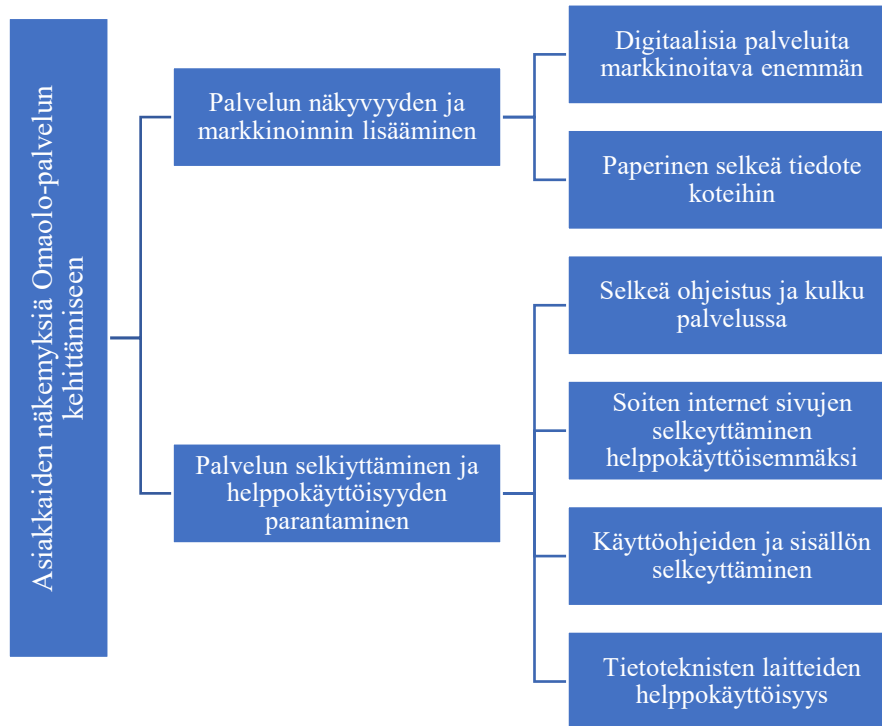 Asiakkaiden näkemyksiä Omaolo-palvelun
kehittämiseen
Palvelun näkyvyyden ja
markkinoinnin lisääminen
Digitaalisia palveluita
markkinoitava enemmän
Paperinen selkeä tiedote
koteihin
Palvelun selkiyttäminen ja
helppokäyttöisyyden
parantaminen
Selkeä ohjeistus ja kulku
palvelussa
Soiten internet sivujen
selkeyttäminen
helppokäyttöisemmäksi
Käyttöohjeiden ja sisällön
selkeyttäminen
Tietoteknisten laitteiden
helppokäyttöisyys